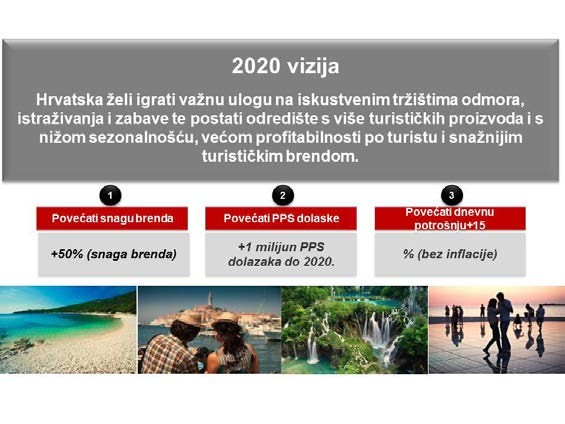 2020 vizija
Hrvatska želi igrati važnu ulogu na iskustvenim tržištima odmora,
istraživanja i zabave te postati odredište s više turističkih proizvoda i s
nižom sezonalnošću, većom profitabilnosti po turistu i snažnijim
turističkim brendom.
1
2
3
Povećati snagu brenda
Povećati PPS dolaske
Povećati dnevnu
potrošnju+15
+50% (snaga brenda)
+1 milijun PPS
dolazaka do 2020.
% (bez inflacije)